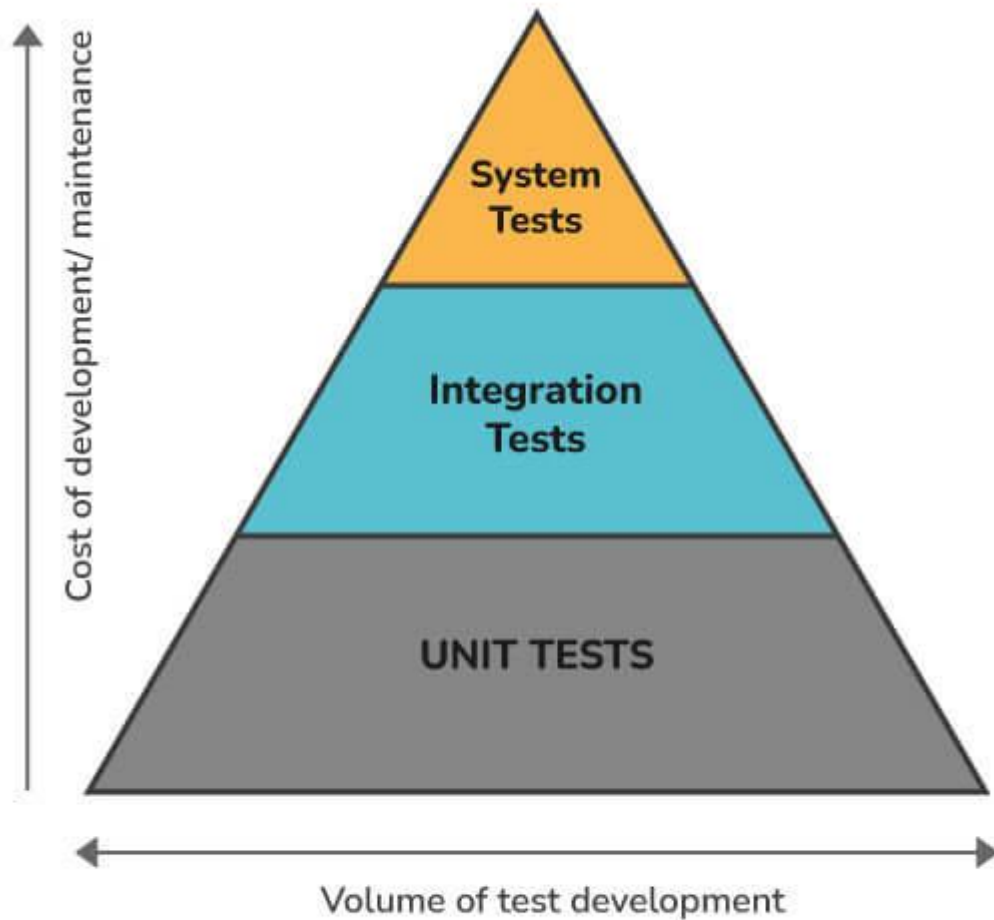 Cost of development/ maintenance
System
Tests
Integration
Tests
UNIT TESTS
Volume of test development